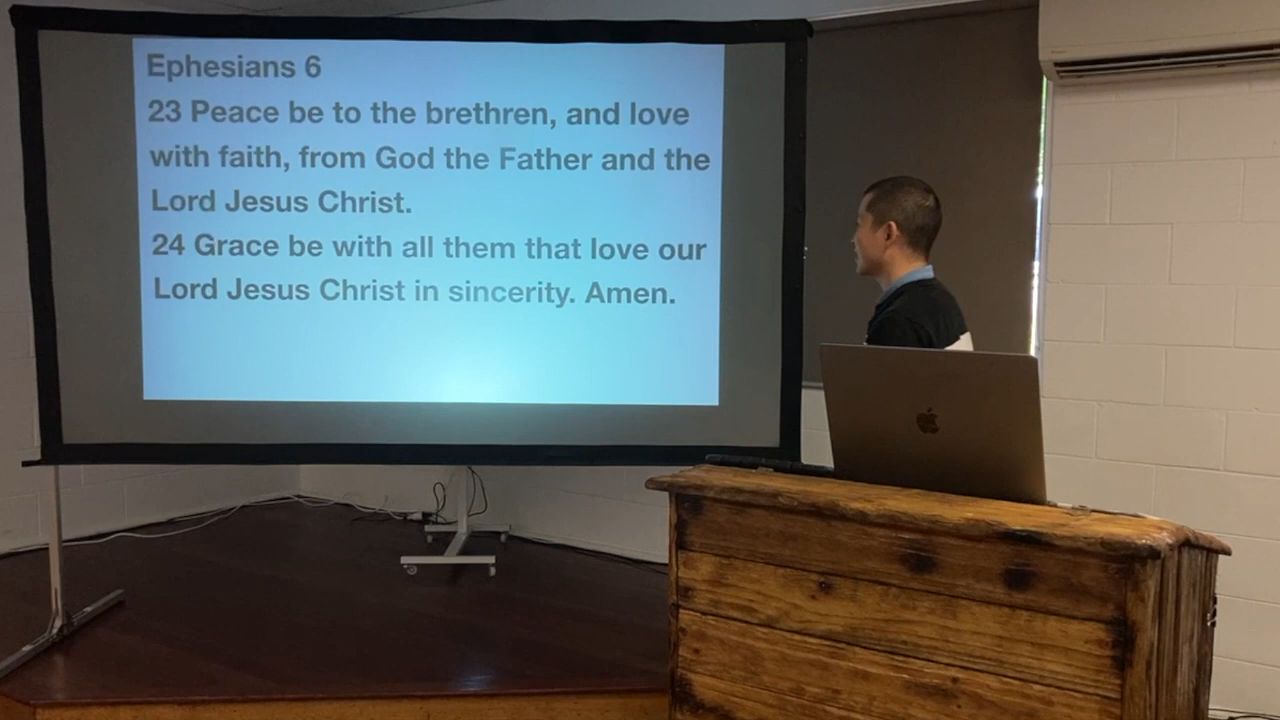 Ephesians 6
23 Peace be to the brethren, and love
with faith, from God the Father and the
Lord Jesus Christ.
24 Grace be with all them that love our
Lord Jesus Christ in sincerity. Amen.